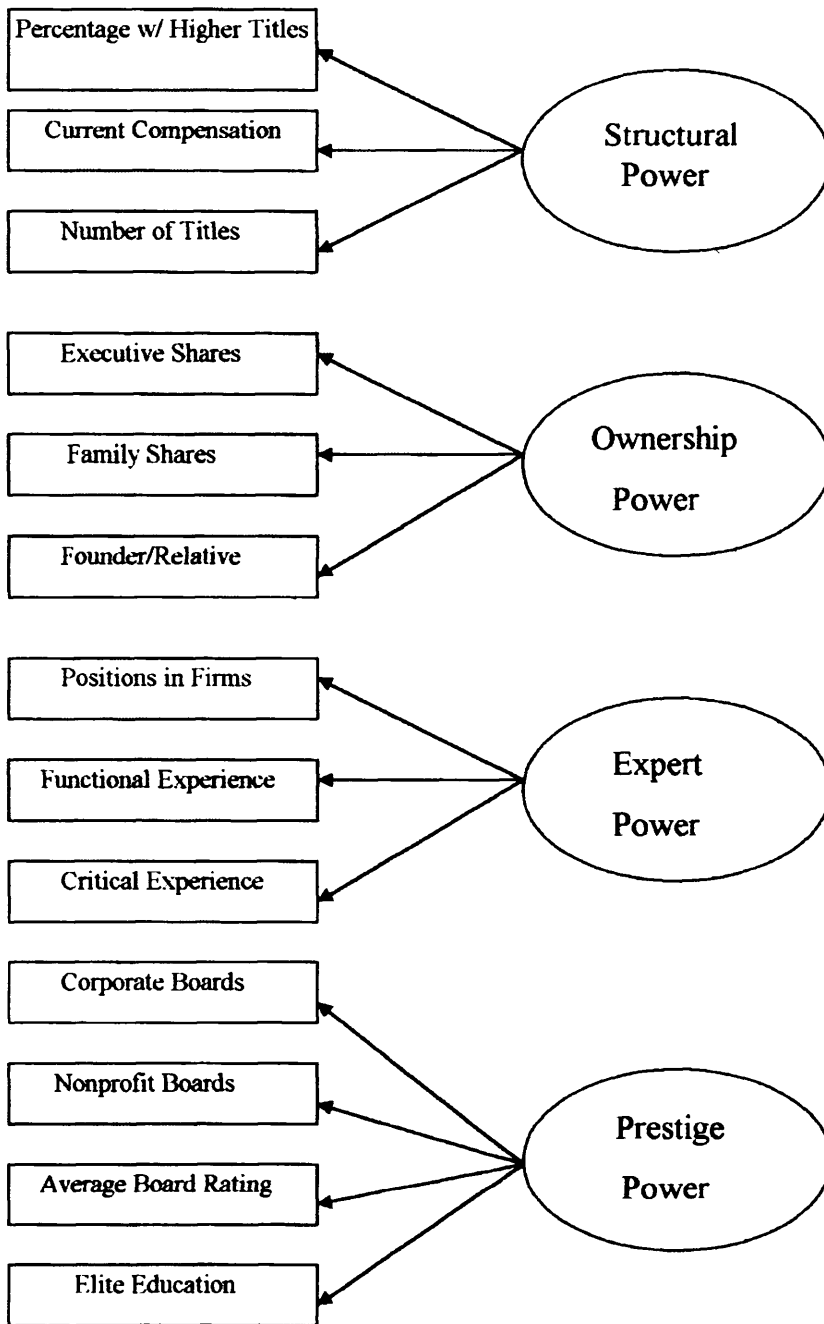 Percentage w/ Higher Titles
Current Compensation
Number of Titles
Structural
Power
Executive Shares
Family Shares
Founder/Relative
Ownership
Power
Positions in Firms
Functional Experience
Critical Experience
Expert
Power
Corporate Boards
Nonprofit Boards
Average Board Rating
Elite Education
Prestige
Power